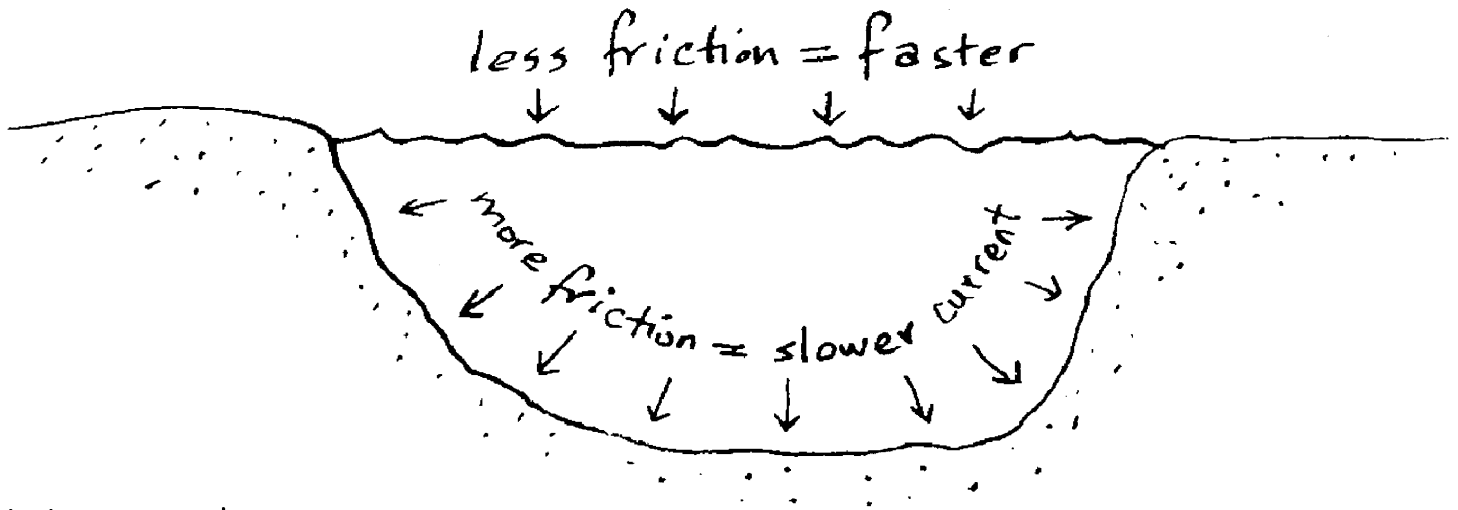 less friction = faster
more friction = slower current